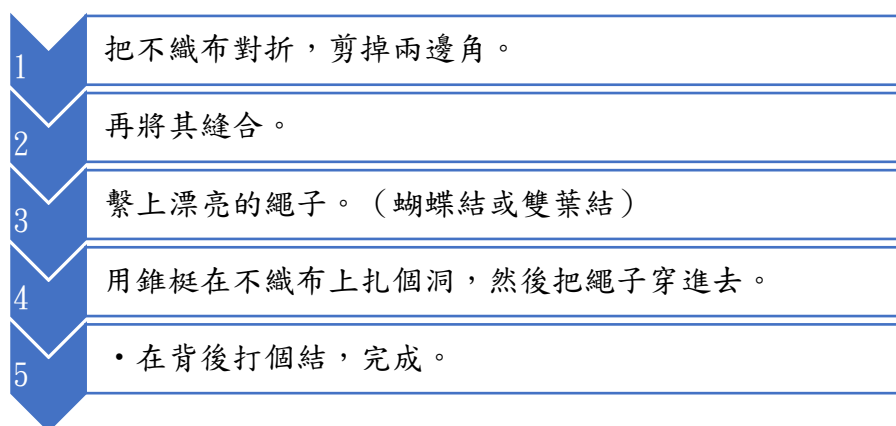 1 把不織布對折，剪掉兩邊角。
2 再將其縫合。
3 繫上漂亮的繩子。（蝴蝶結或雙葉結）
4 用錐梃在不織布上扎個洞，然後把繩子穿進去。
5 •在背後打個結，完成。